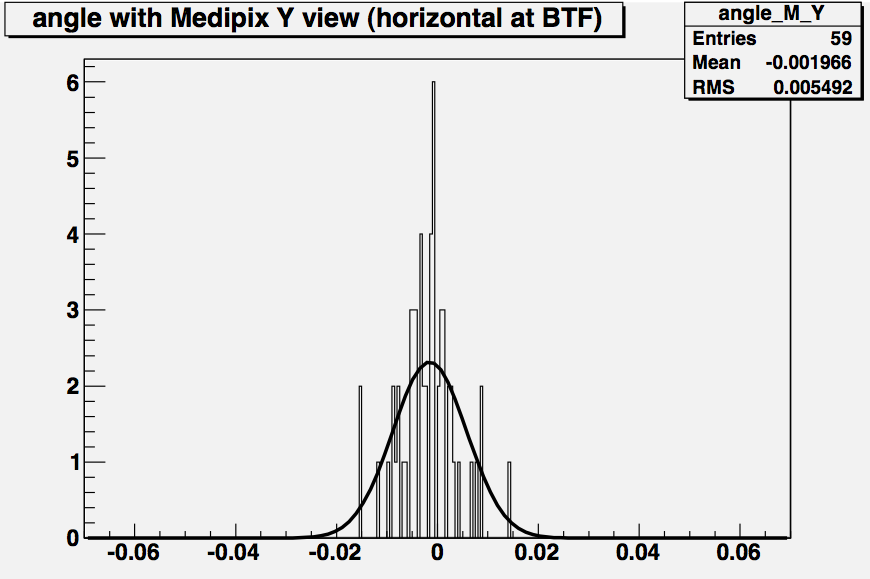 angle with Medipix Y view (horizontal at BTF)
angle_M_Y
Entries 59
Mean -0.001966
RMS 0.005492
6
5
4
3
2
1
0
-0.06 -0.04 -0.02 0 0.02 0.04 0.06